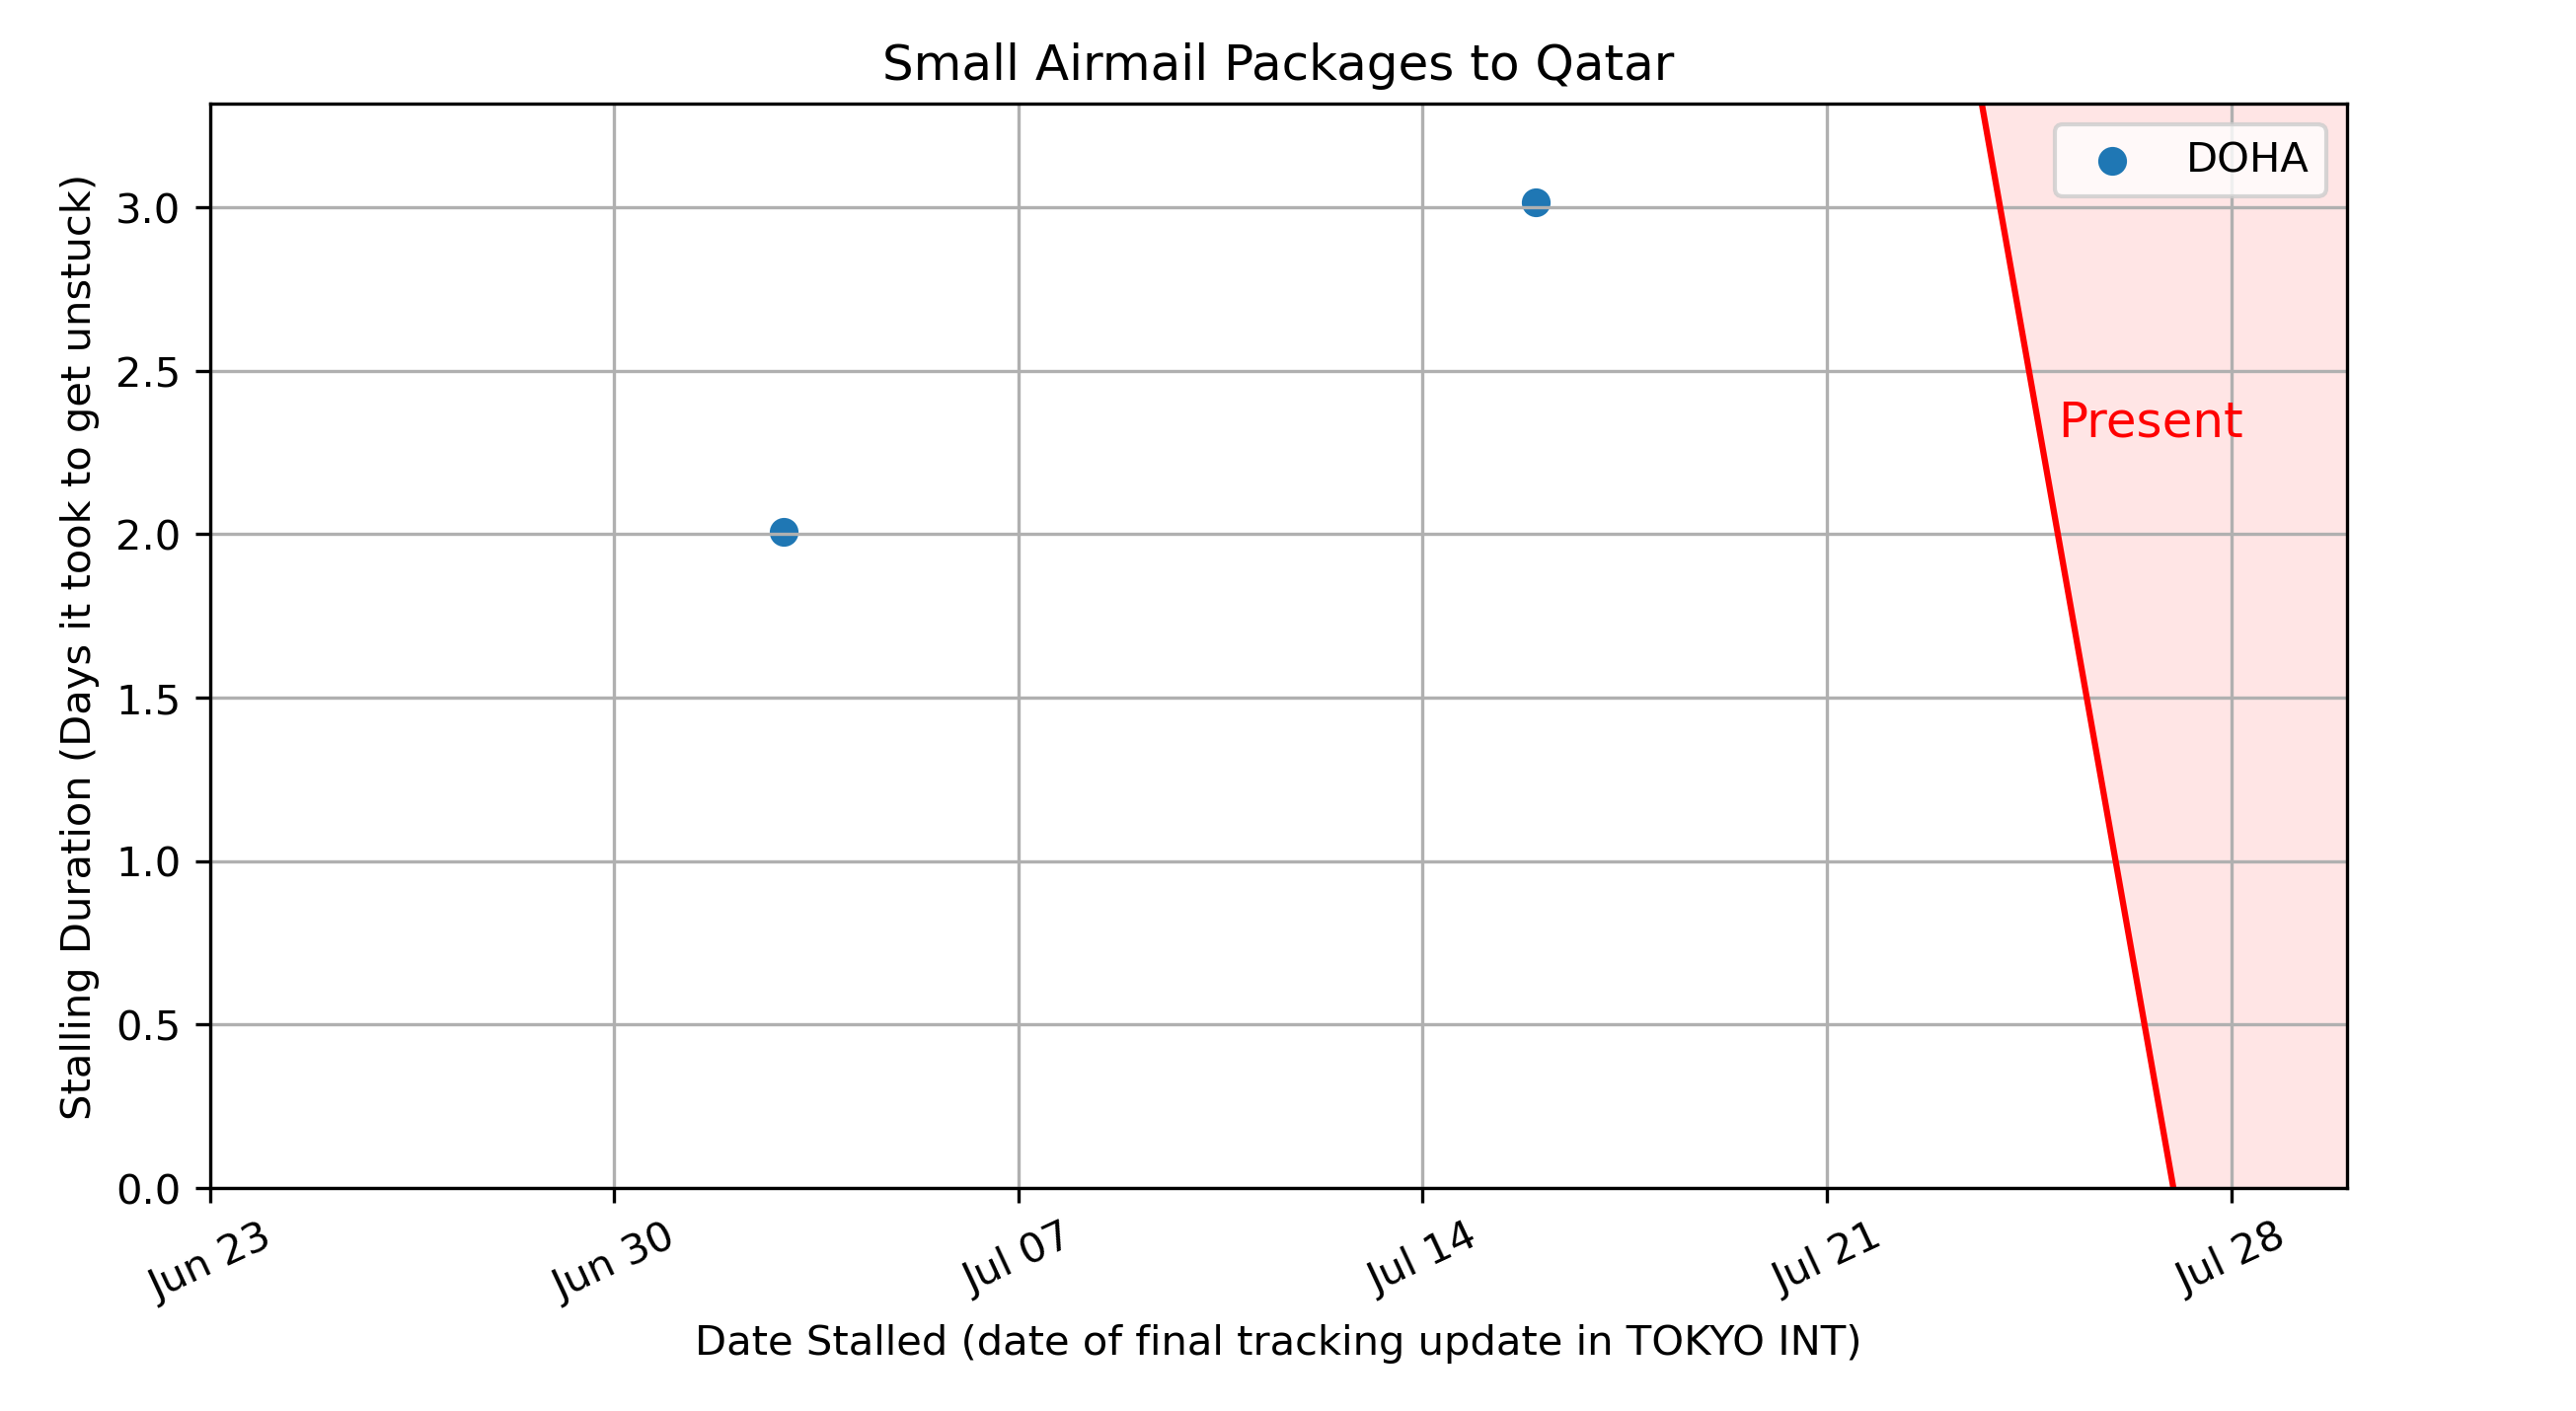 Small Airmail Packages to Qatar
DOHA
Present
Stalling Duration (Days it took to get unstuck)
3.0
2.5
2.0
1.5
1.0
0.5
0.0
Jun 23
Jun 30
Jul 07
Jul 14
Jul 21
Jul 28
Date Stalled (date of final tracking update in TOKYO INT)